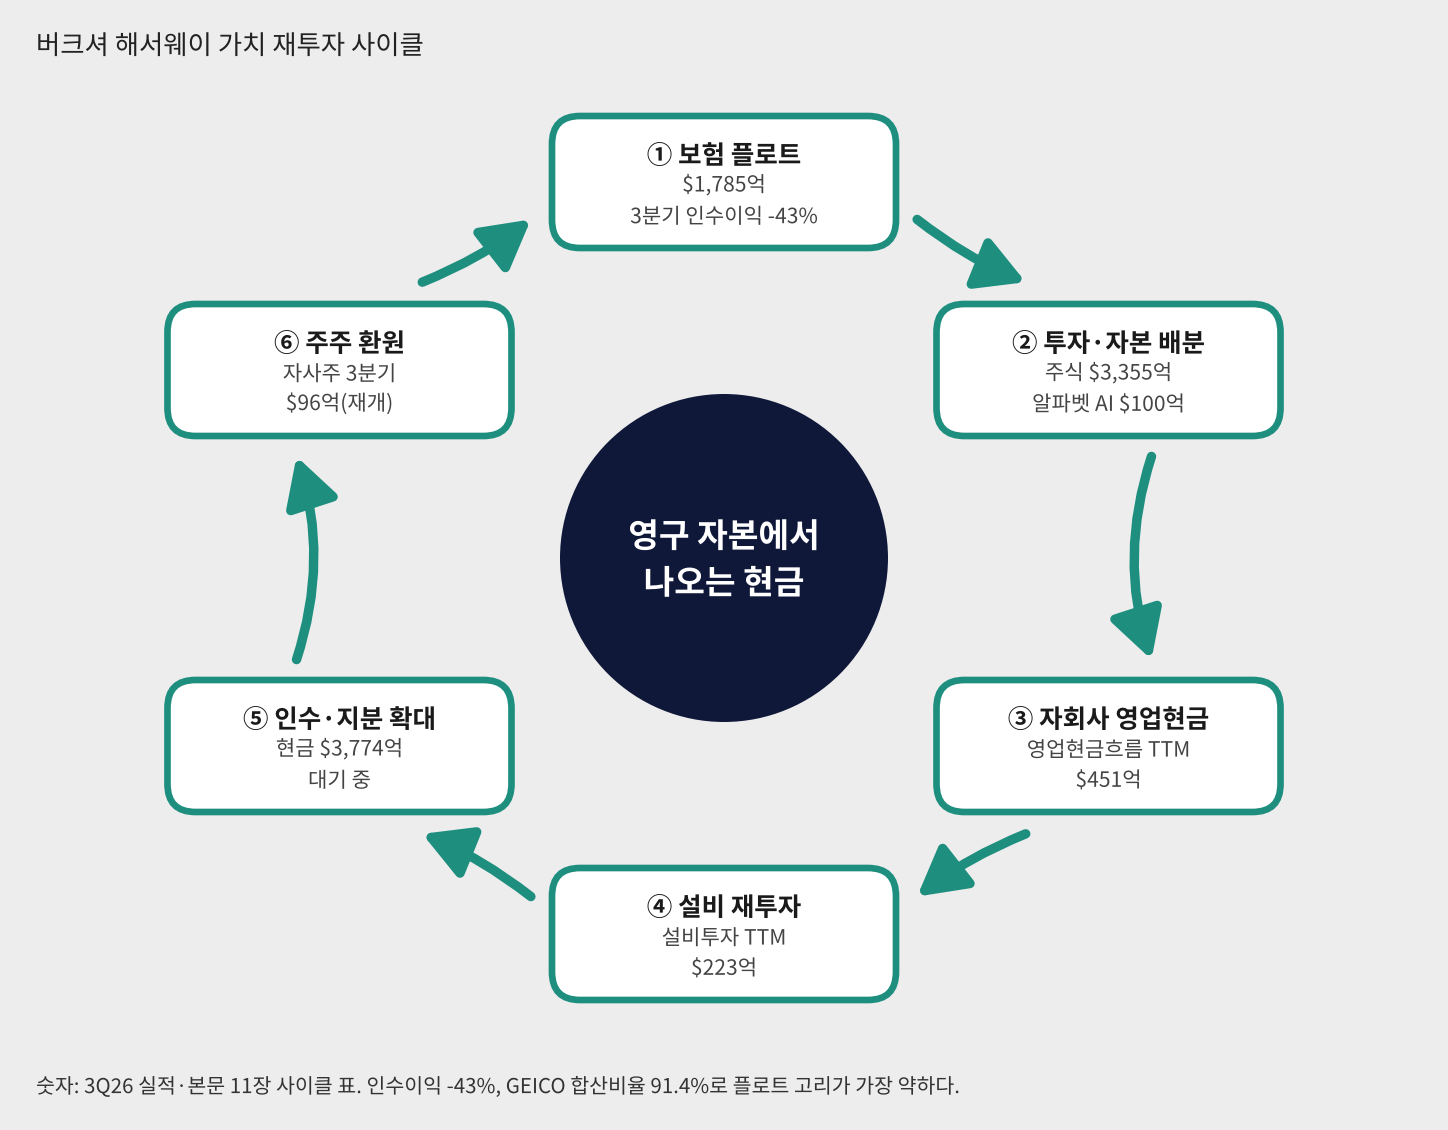 버크셔 해서웨이 가치 재투자 사이클
① 보험 플로트
$1,785억
3분기 인수이익 -43%
② 투자·자본 배분
주식 $3,355억
알파벳 AI $100억
③ 자회사 영업현금
영업현금흐름 TTM
$451억
④ 설비 재투자
설비투자 TTM
$223억
⑤ 인수·지분 확대
현금 $3,774억
대기 중
⑥ 주주 환원
자사주 3분기
$96억(재개)
영구 자본에서
나오는 현금
숫자: 3Q26 실적·본문 11장 사이클 표. 인수이익 -43%, GEICO 합산비율 91.4%로 플로트 고리가 가장 약하다.